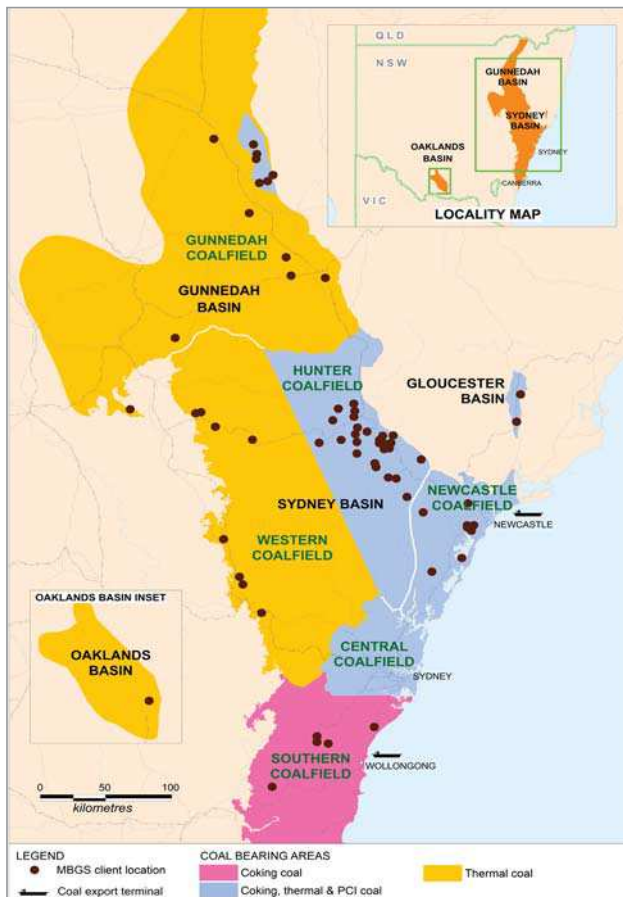 QLD
NSW
GUNNEDAH
BASIN
SYDNEY
BASIN
OAKLANDS
BASIN
SYDNEY
CANBERRA
VIC
LOCALITY MAP
GUNNEDAH
COALFIELD
GUNNEDAH
BASIN
HUNTER
COALFIELD
GLOUCESTER
BASIN
SYDNEY BASIN
NEWCASTLE
COALFIELD
NEWCASTLE
WESTERN
COALFIELD
OAKLANDS BASIN INSET
OAKLANDS
BASIN
CENTRAL
COALFIELD
SYDNEY
SOUTHERN
COALFIELD
WOLLONGONG
0 50 100
kilometres
LEGEND
MBGS client location
Coal export terminal
COAL BEARING AREAS
Coking coal
Coking, thermal & PCI coal
Thermal coal